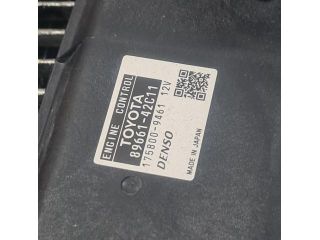 ENGINE CONTROL
TOYOTA
89661-42C11
175800-9461 12V
DENSO
MADE IN JAPAN